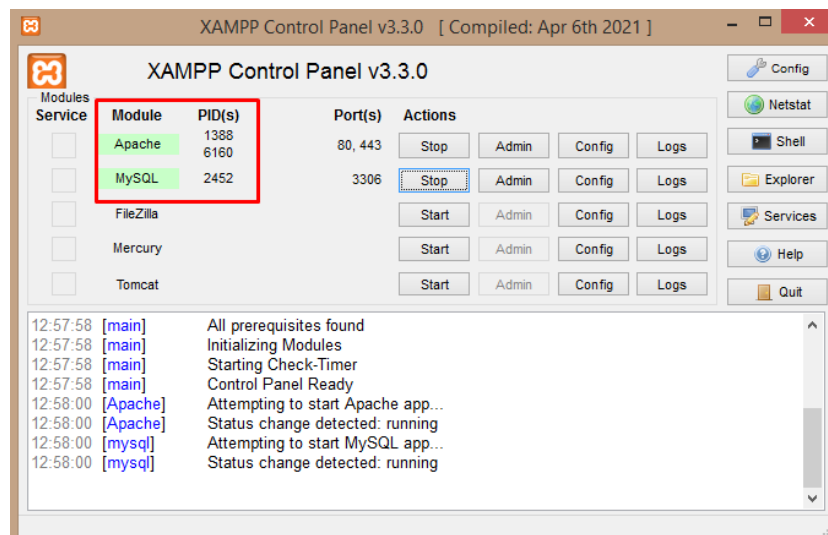 XAMPP Control Panel v3.3.0 [ Compiled: Apr 6th 2021 ]
XAMPP Control Panel v3.3.0
Config
Modules
Service Module PID(s) Port(s) Actions
Netstat
Apache 1388 6160 80, 443 Stop Admin Config Logs
Shell
MySQL 2452 3306 Stop Admin Config Logs
Explorer
FileZilla Start Admin Config Logs
Services
Mercury Start Admin Config Logs
Help
Tomcat Start Admin Config Logs
Quit
12:57:58 [main] All prerequisites found
12:57:58 [main] Initializing Modules
12:57:58 [main] Starting Check-Timer
12:57:58 [main] Control Panel Ready
12:58:00 [Apache] Attempting to start Apache app...
12:58:00 [Apache] Status change detected: running
12:58:00 [mysql] Attempting to start MySQL app...
12:58:00 [mysql] Status change detected: running